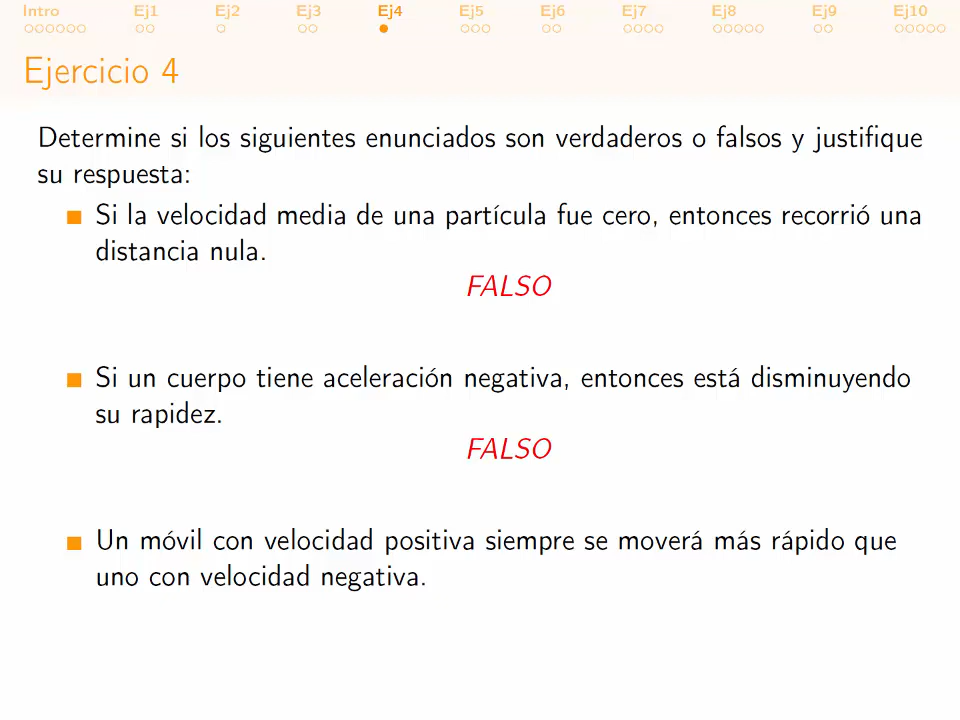 Intro Ej1 Ej2 Ej3 Ej4 Ej5 Ej6 Ej7 Ej8 Ej9 Ej10
Ejercicio 4
Determine si los siguientes enunciados son verdaderos o falsos y justifique
su respuesta:
Si la velocidad media de una partícula fue cero, entonces recorrió una
distancia nula.
FALSO
Si un cuerpo tiene aceleración negativa, entonces está disminuyendo
su rapidez.
FALSO
Un móvil con velocidad positiva siempre se moverá más rápido que
uno con velocidad negativa.